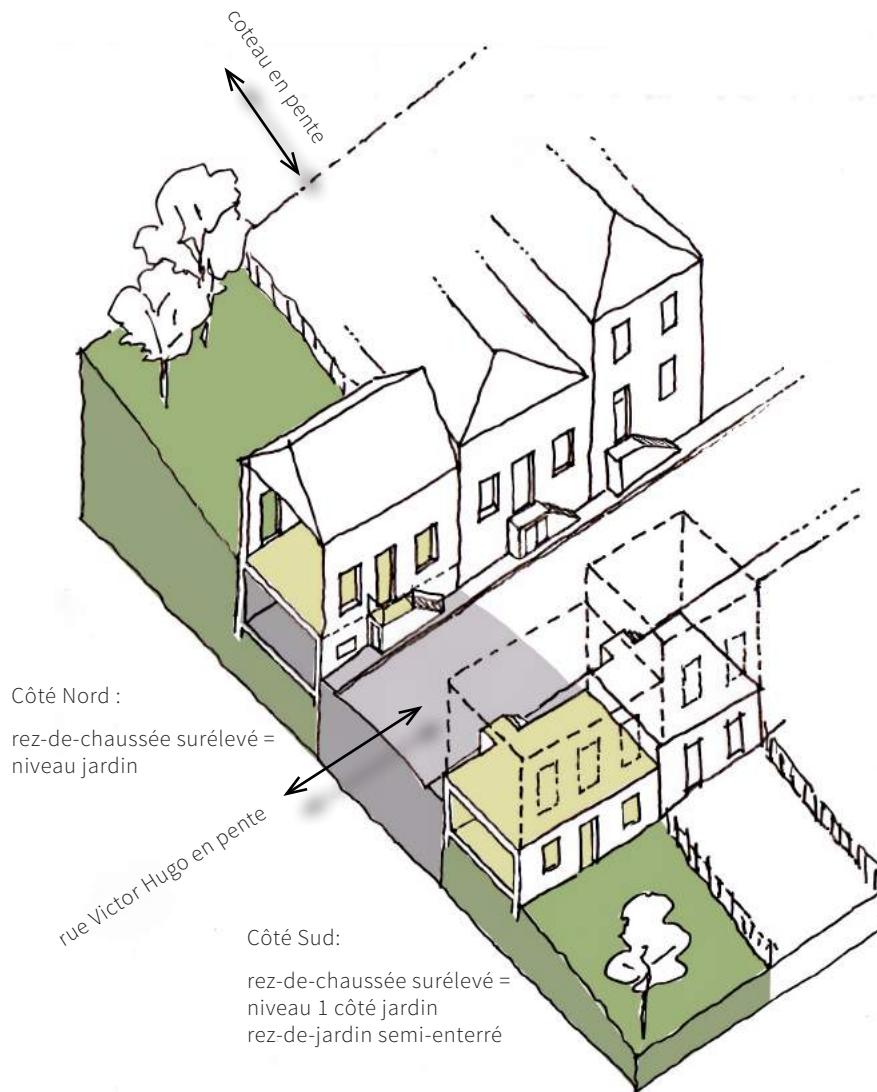 coteau en pente
Côté Nord :
rez-de-chaussée surélevé =
niveau jardin
rue Victor Hugo en pente
Côté Sud:
rez-de-chaussée surélevé =
niveau 1 côté jardin
rez-de-jardin semi-enterré